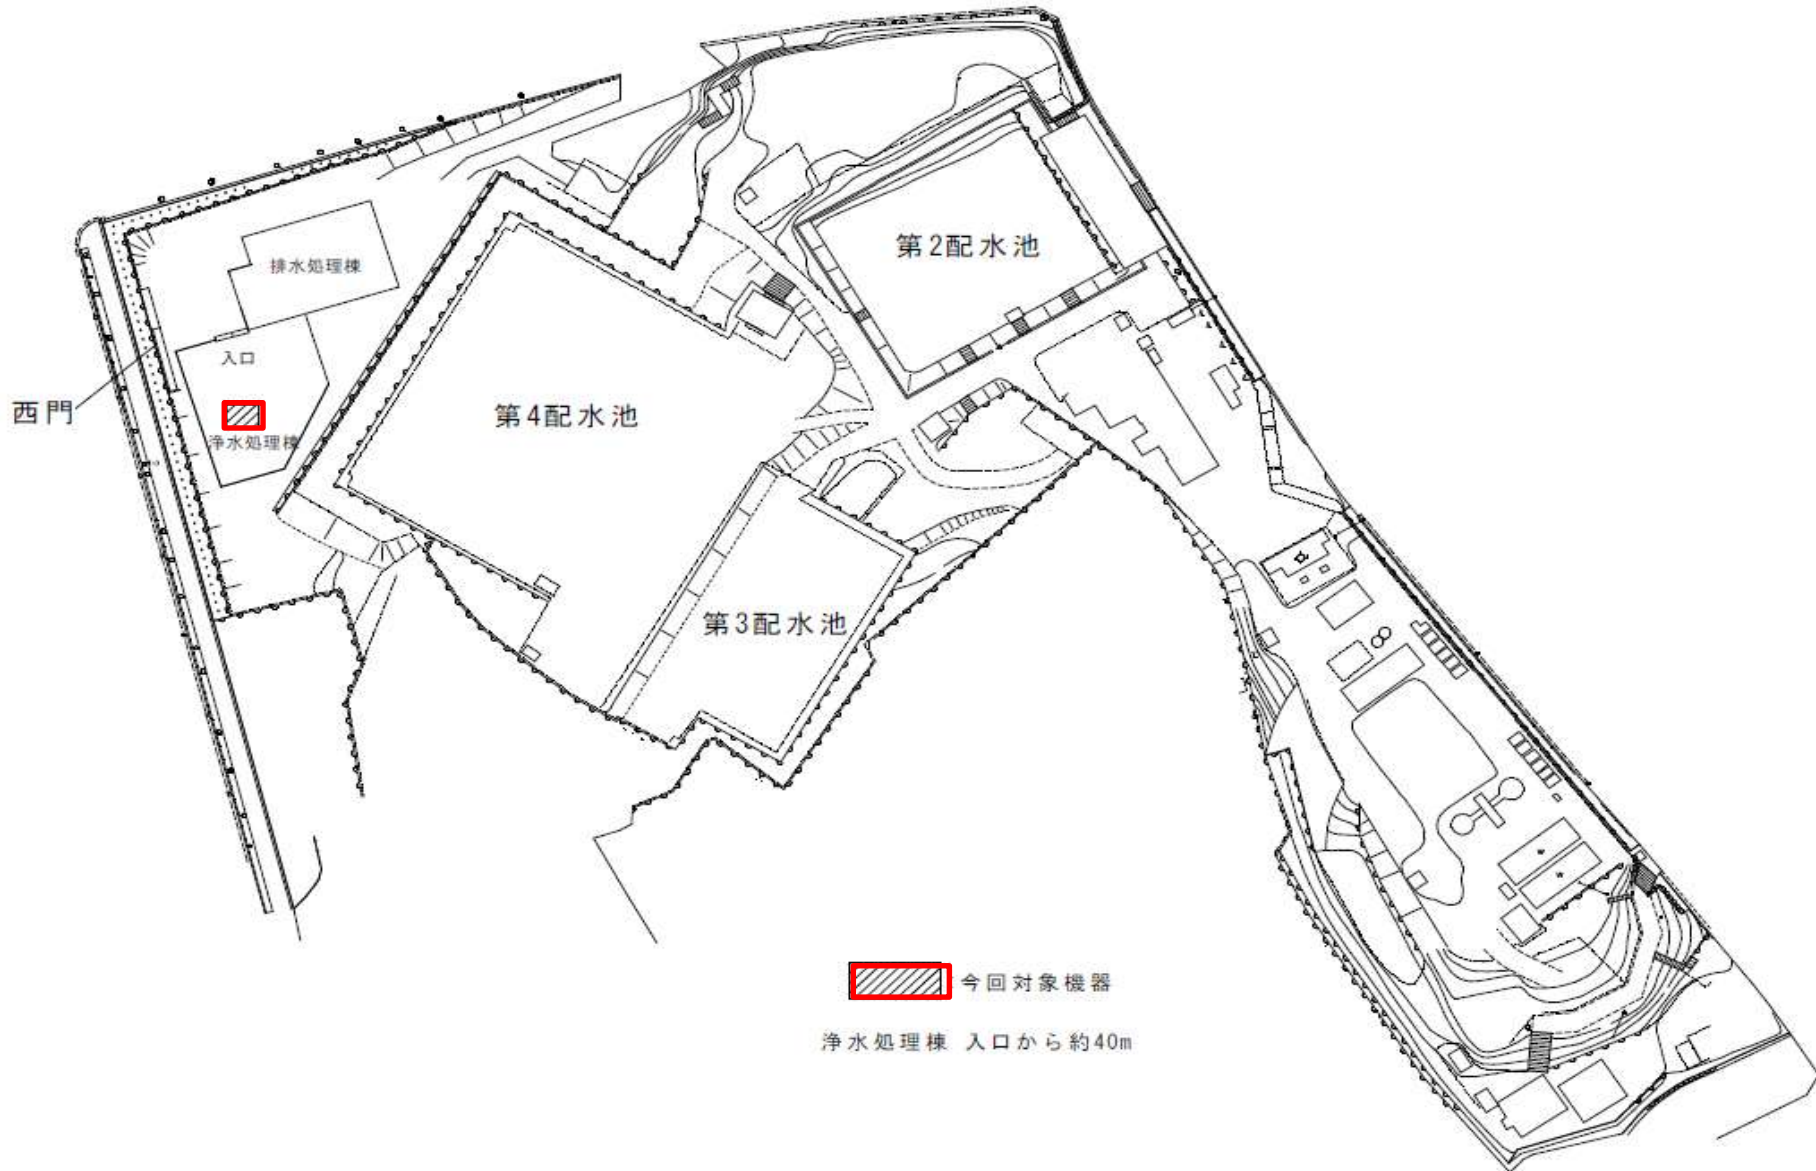 第2配水池
排水処理棟
入口
西門
第4配水池
浄水処理棟
第3配水池
今回対象機器
浄水処理棟 入口から約40m